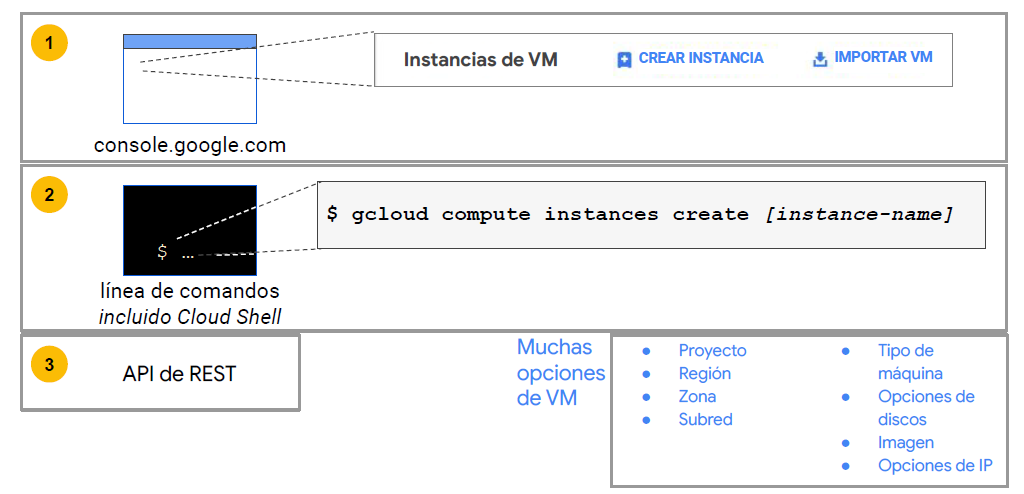 1
Instancias de VM CREAR INSTANCIA IMPORTAR VM
console.google.com
2
$ gcloud compute instances create [instance-name]
$ ...
línea de comandos
incluido Cloud Shell
3
API de REST
Muchas
opciones
de VM
● Proyecto
● Región
● Zona
● Subred
● Tipo de
máquina
● Opciones de
discos
● Imagen
● Opciones de IP